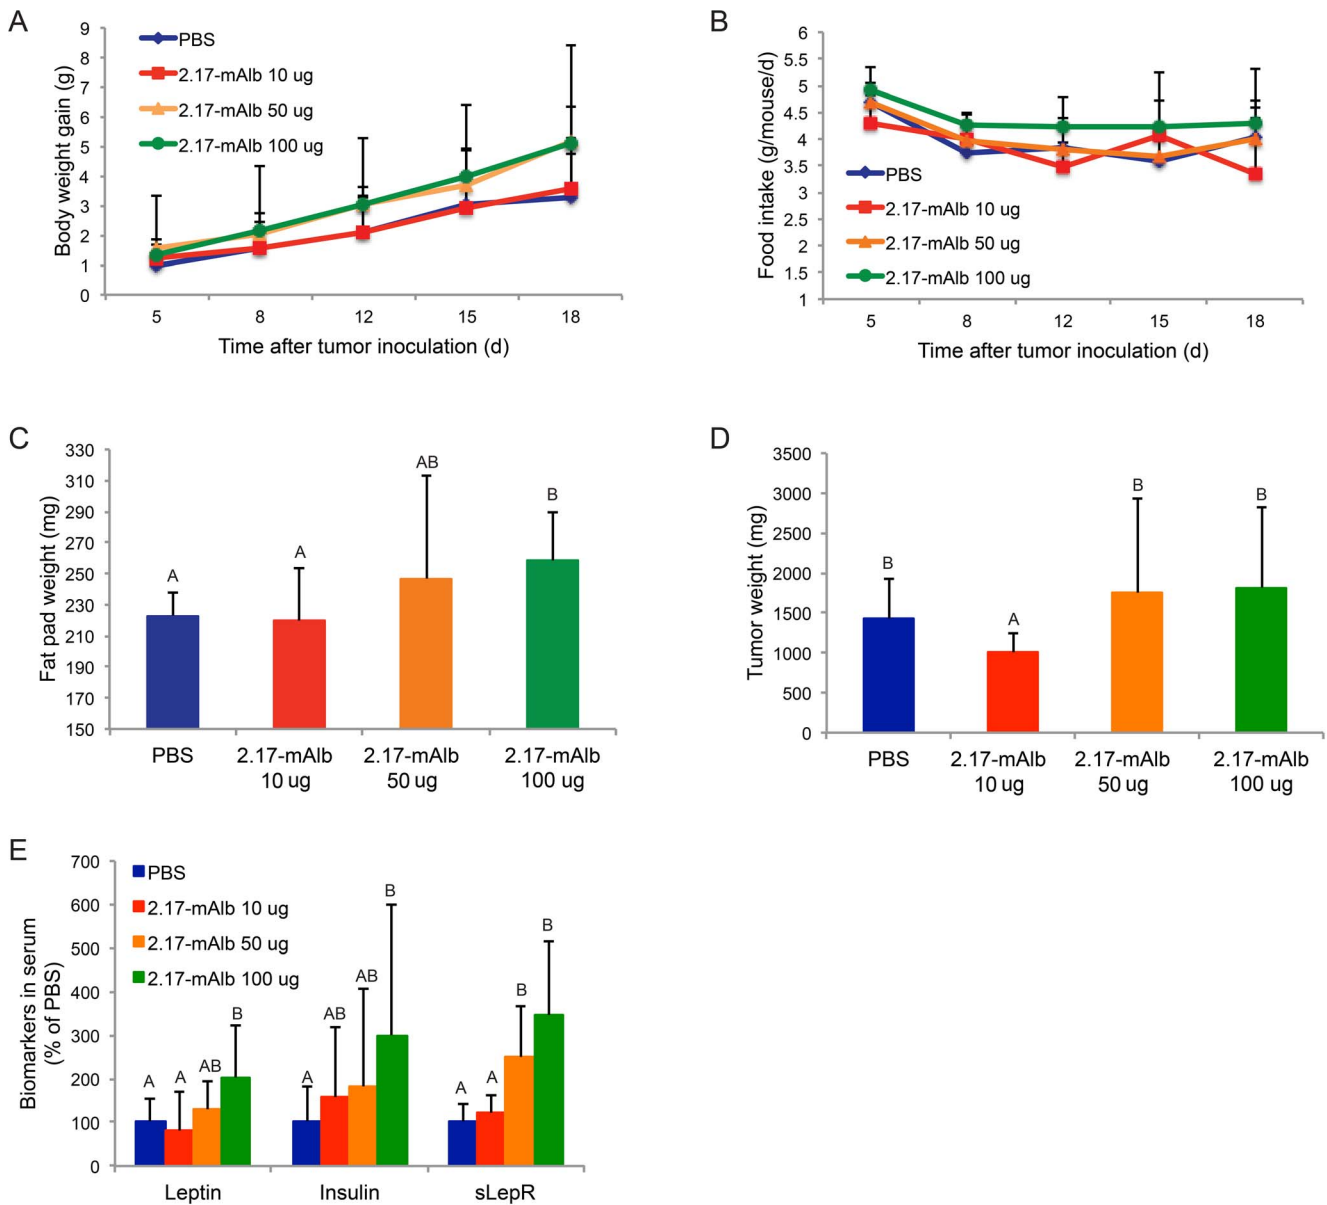 A
Body weight gain (g)
9
8
7
6
5
4
3
2
1
0
PBS
2.17-mAlb 10 ug
2.17-mAlb 50 ug
2.17-mAlb 100 ug
5 8 12 15 18
Time after tumor inoculation (d)
B
Food intake (g/mouse/d)
6
5.5
5
4.5
4
3.5
3
2.5
2
1.5
1
PBS
2.17-mAlb 10 ug
2.17-mAlb 50 ug
2.17-mAlb 100 ug
5 8 12 15 18
Time after tumor inoculation (d)
C
Fat pad weight (mg)
330
310
290
270
250
230
210
190
170
150
A A AB B
PBS 2.17-mAlb 2.17-mAlb 2.17-mAlb
10 ug 50 ug 100 ug
D
Tumor weight (mg)
3500
3000
2500
2000
1500
1000
500
0
B A B B
PBS 2.17-mAlb 2.17-mAlb 2.17-mAlb
10 ug 50 ug 100 ug
E
Biomarkers in serum
(% of PBS)
700
600
500
400
300
200
100
0
PBS
2.17-mAlb 10 ug
2.17-mAlb 50 ug
2.17-mAlb 100 ug
A A AB B
A AB AB B
A A B B
Leptin Insulin sLepR